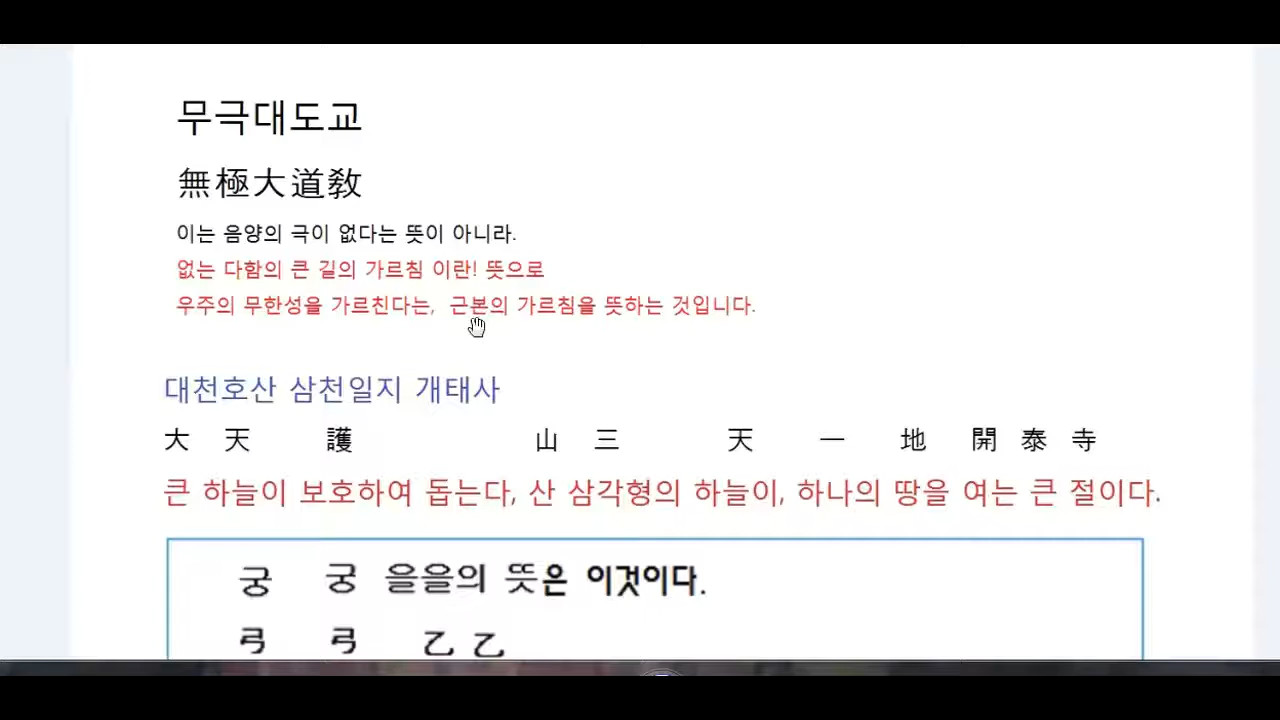 무극대도교
無極大道敎
이는 음양의 극이 없다는 뜻이 아니라.
없는 다함의 큰 길의 가르침 이란! 뜻으로
우주의 무한성을 가르친다는, 근본의 가르침을 뜻하는 것입니다.
대천호산 삼천일지 개태사
大 天 護 山 三 天 一 地 開 泰 寺
큰 하늘이 보호하여 돕는다, 산 삼각형의 하늘이, 하나의 땅을 여는 큰 절이다.
궁 궁 을을의 뜻은 이것이다.
弓 弓 乙 乙